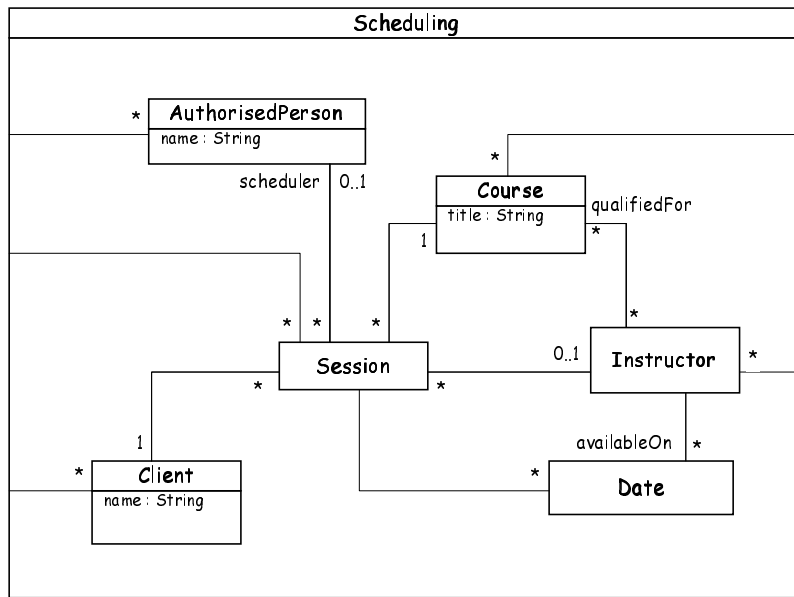 Scheduling
*
AuthorisedPerson
name : String
scheduler 0..1
*
Course
title : String
qualifiedFor
*
1
* * *
*
Session
0..1
Instructor
*
* *
1
availableOn *
*
Client
name : String
*
Date